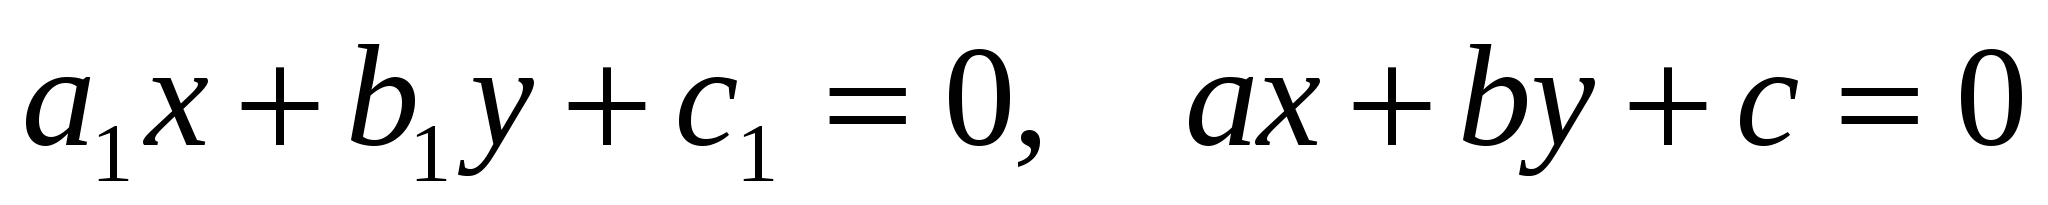 a₁x + b₁y + c₁ = 0, ax + by + c = 0